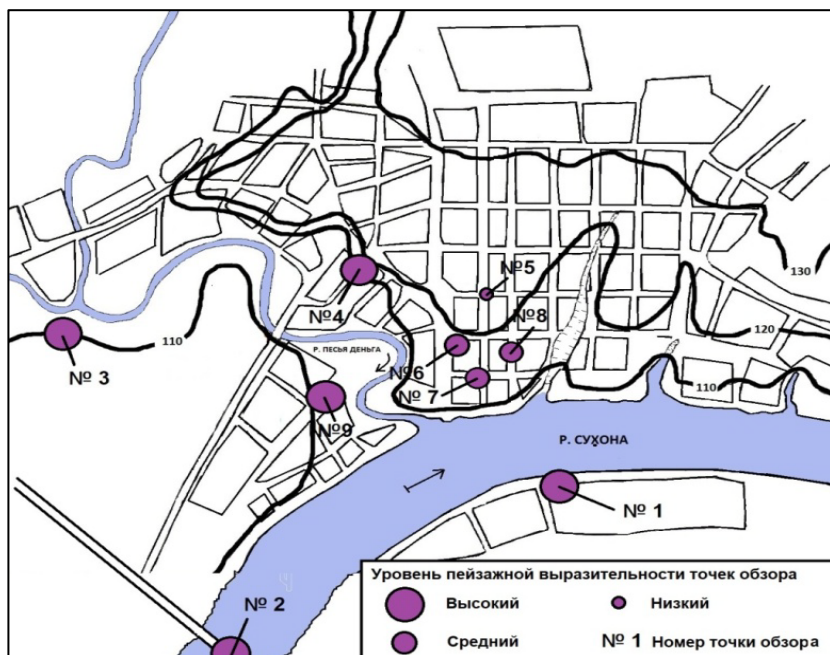 №5
130
№4
№8
120
110
Р. ПЕСЬЯ ДЕНЬГА
№ 3
№6
№ 7
110
№9
Р. СУХОНА
№ 1
№ 2
Уровень пейзажной выразительности точек обзора
Высокий
Низкий
Средний
№ 1 Номер точки обзора